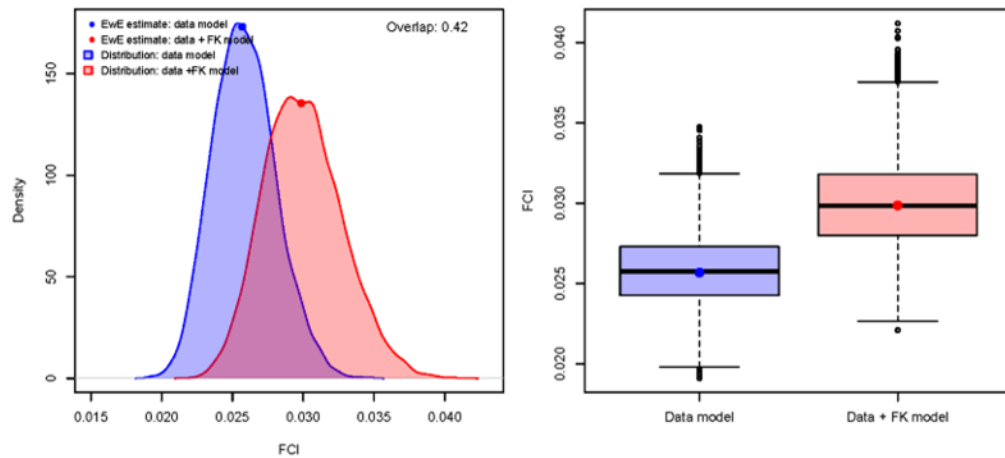 EwE estimate: data model
EwE estimate: data + FK model
Distribution: data model
Distribution: data +FK model
Overlap: 0.42
Density
0
50
100
150
0.015 0.020 0.025 0.030 0.035 0.040
FCI
FCI
0.020
0.025
0.030
0.035
0.040
Data model Data + FK model